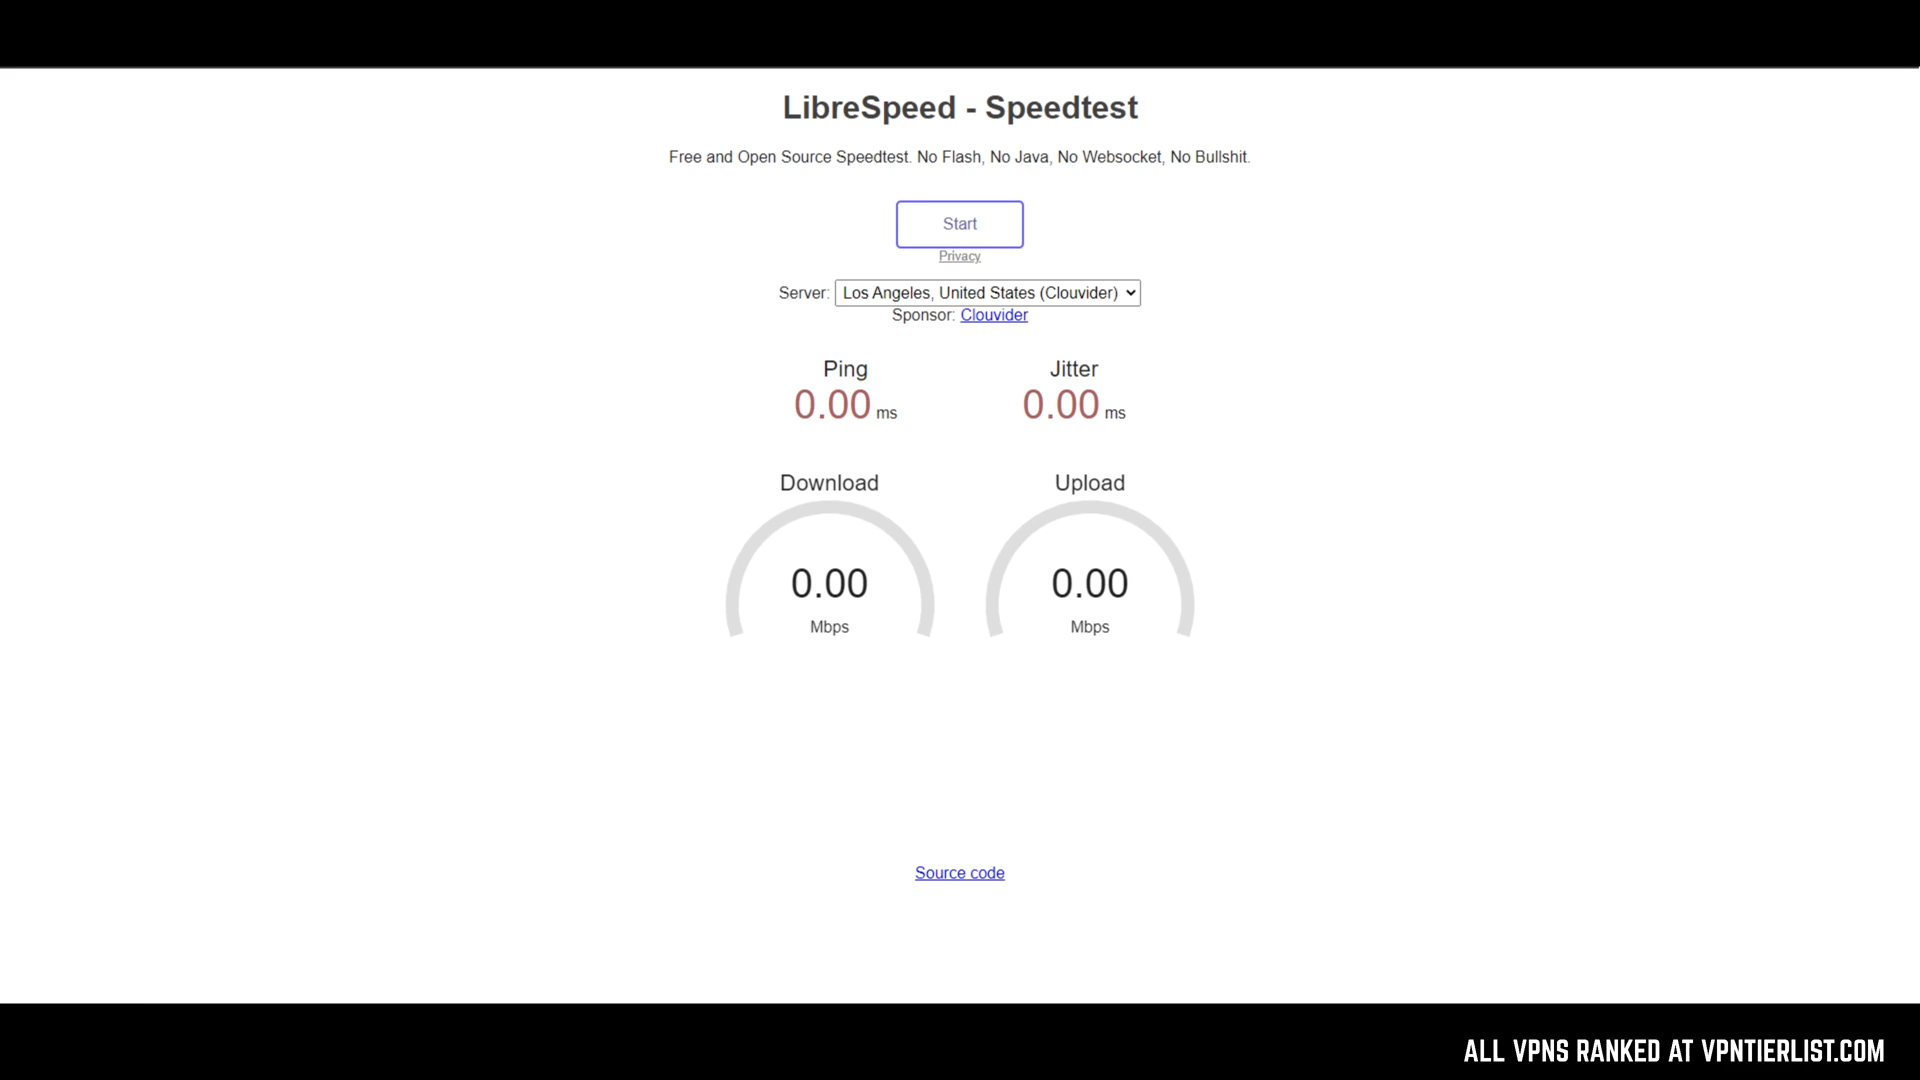 LibreSpeed - Speedtest
Free and Open Source Speedtest. No Flash, No Java, No Websocket, No Bullshit.
Start
Privacy
Server: Los Angeles, United States (Clouvider)
Sponsor: Clouvider
Ping Jitter
0.00 ms 0.00 ms
Download Upload
0.00 0.00
Mbps Mbps
Source code
ALL VPNS RANKED AT VPNTIERLIST.COM